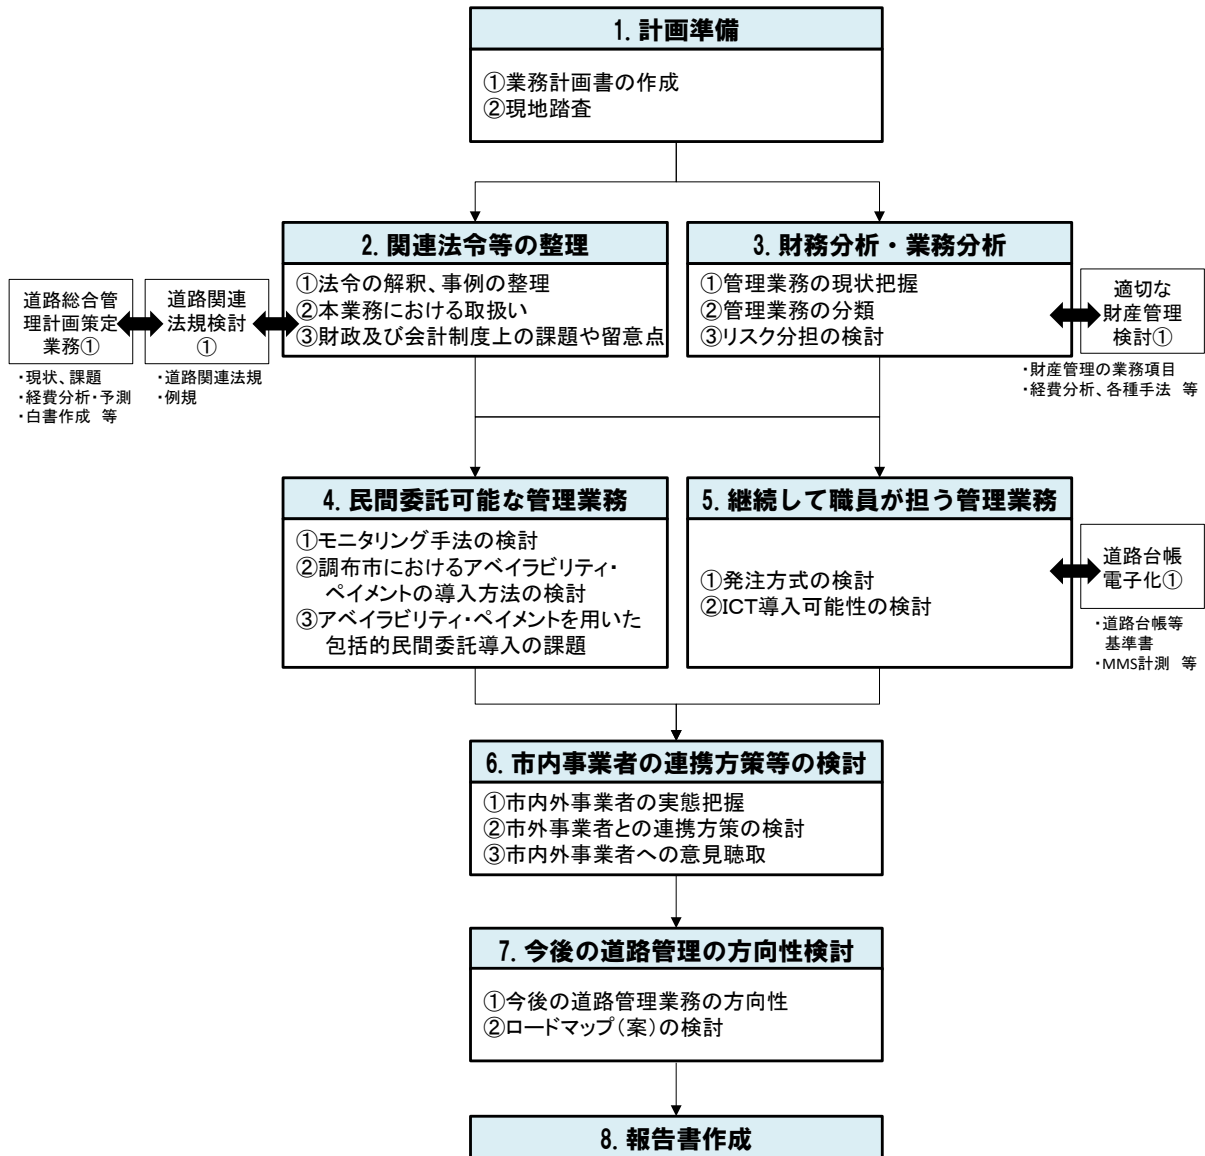 1. 計画準備
①業務計画書の作成
②現地踏査
2. 関連法令等の整理
①法令の解釈、事例の整理
②本業務における取扱い
③財政及び会計制度上の課題や留意点
3. 財務分析・業務分析
①管理業務の現状把握
②管理業務の分類
③リスク分担の検討
道路総合管
理計画策定
業務①
・現状、課題
・経費分析・予測
・白書作成　等
道路関連
法規検討
①
・道路関連法規
・例規
適切な
財産管理
検討①
・財産管理の業務項目
・経費分析、各種手法　等
4. 民間委託可能な管理業務
①モニタリング手法の検討
②調布市におけるアベイラビリティ・
ペイメントの導入方法の検討
③アベイラビリティ・ペイメントを用いた
包括的民間委託導入の課題
5. 継続して職員が担う管理業務
①発注方式の検討
②ICT導入可能性の検討
道路台帳
電子化①
・道路台帳等
基準書
・MMS計測　等
6. 市内事業者の連携方策等の検討
①市内外事業者の実態把握
②市外事業者との連携方策の検討
③市内外事業者への意見聴取
7. 今後の道路管理の方向性検討
①今後の道路管理業務の方向性
②ロードマップ（案）の検討
8. 報告書作成